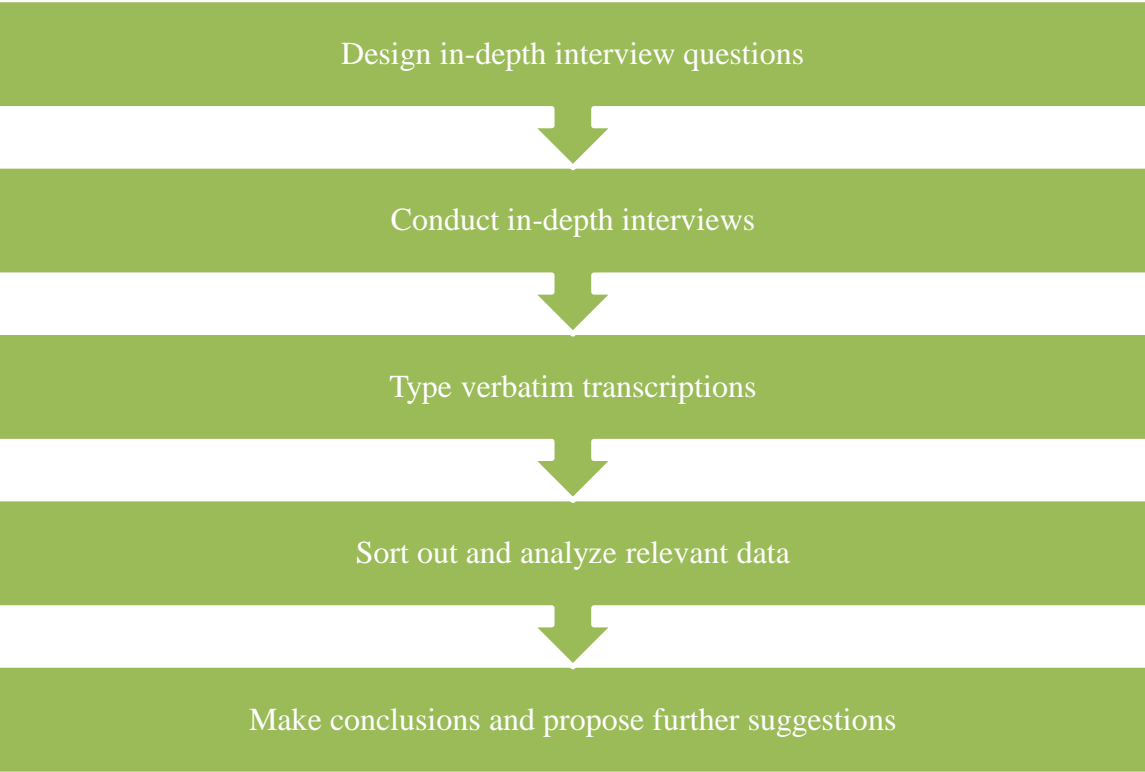 Design in-depth interview questions
Conduct in-depth interviews
Type verbatim transcriptions
Sort out and analyze relevant data
Make conclusions and propose further suggestions